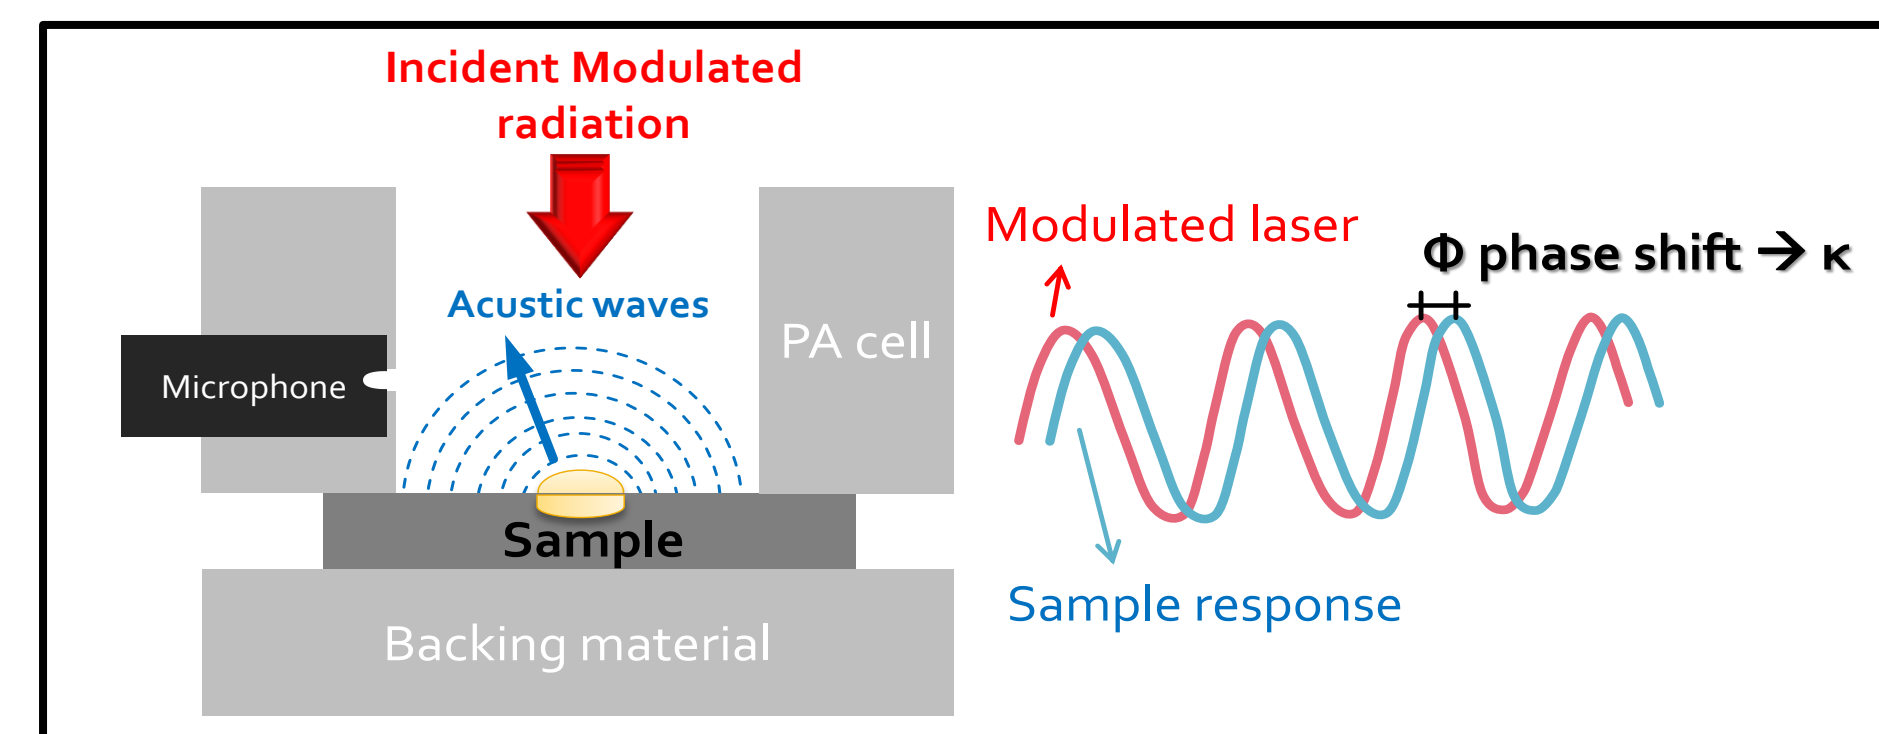 Incident Modulated
radiation
Acustic waves
PA cell
Microphone
Sample
Backing material
Modulated laser
Φ phase shift → κ
Sample response